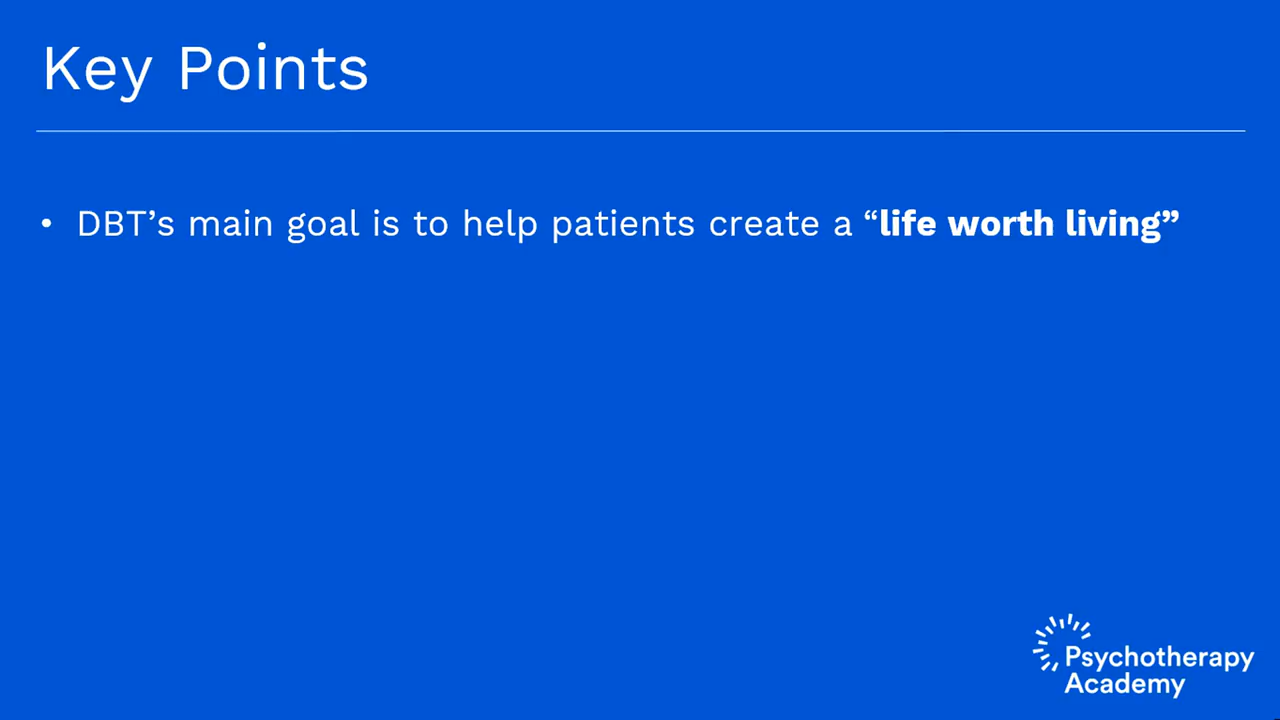 Key Points
• DBT’s main goal is to help patients create a “life worth living”
Psychotherapy
Academy